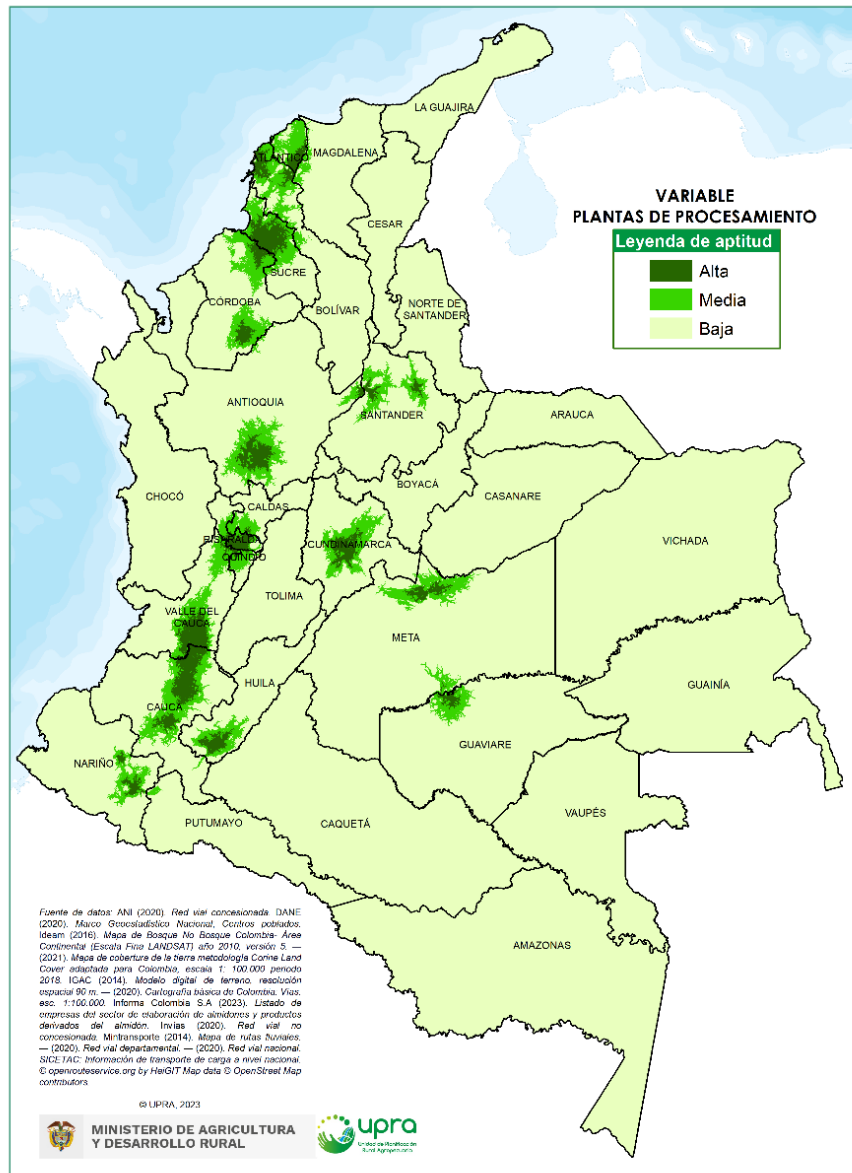 LA GUAJIRA
ATLÁNTICO
MAGDALENA
VARIABLE
PLANTAS DE PROCESAMIENTO
Leyenda de aptitud
Alta
Media
Baja
CESAR
SUCRE
CÓRDOBA
BOLÍVAR
NORTE DE
SANTANDER
ANTIOQUIA
SANTANDER
ARAUCA
CHOCÓ
BOYACÁ
CASANARE
CALDAS
RISARALDA
QUINDÍO
CUNDINAMARCA
VICHADA
TOLIMA
VALLE DEL
CAUCA
META
HUILA
GUAINÍA
CAUCA
GUAVIARE
NARIÑO
VAUPÉS
PUTUMAYO
CAQUETÁ
AMAZONAS
Fuente de datos: ANI (2020). Red vial concesionada. DANE
(2020). Marco Geoestadístico Nacional, Centros poblados.
Ideam (2016). Mapa de Bosque No Bosque Colombia- Área
Continental (Escala Fina LANDSAT) año 2010, versión 5. —
(2021). Mapa de cobertura de la tierra metodología Corine Land
Cover adaptada para Colombia, escala 1: 100.000 periodo
2018. IGAC (2014). Modelo digital de terreno, resolución
espacial 90 m. — (2020). Cartografía básica de Colombia. Vías.
esc. 1:100.000. Informa Colombia S.A (2023). Listado de
empresas del sector de elaboración de almidones y productos
derivados del almidón. Invias (2020). Red vial no
concesionada. Mintransporte (2014). Mapa de rutas fluviales.
— (2020). Red vial departamental. — (2020). Red vial nacional.
SICETAC: Información de transporte de carga a nivel nacional.
© openrouteservice.org by HeiGIT Map data © OpenStreet Map
contributors
© UPRA, 2023
MINISTERIO DE AGRICULTURA
Y DESARROLLO RURAL
upra
Unidad de Planificación
Rural Agropecuaria